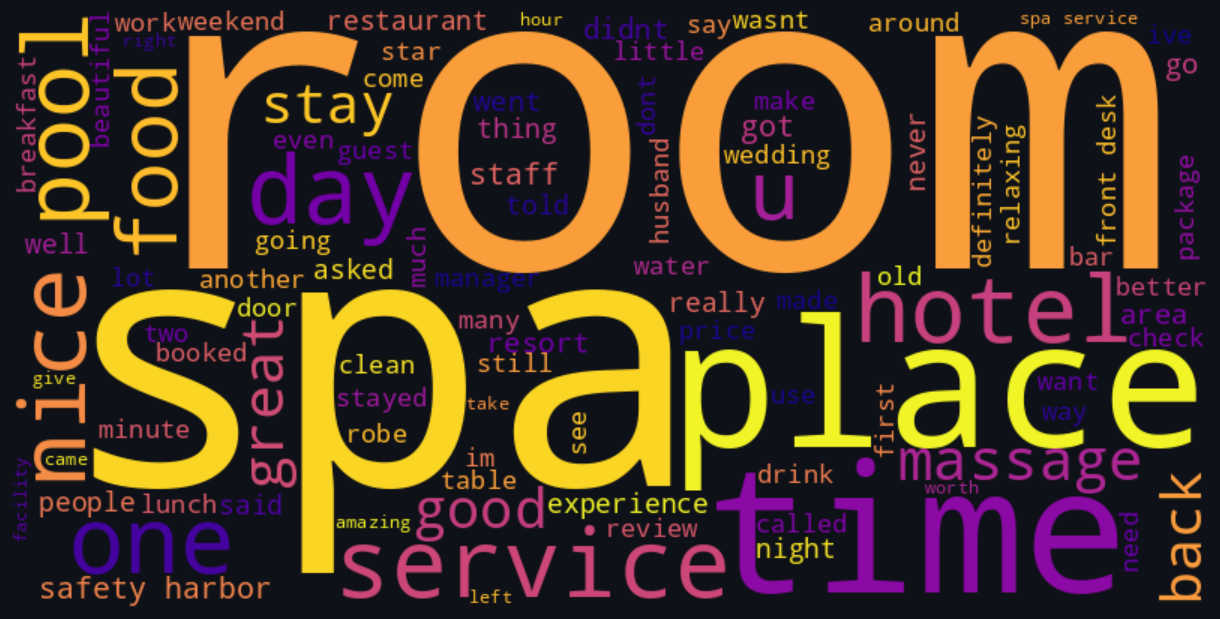 work
weekend
restaurant
hour
didnt
say
wasnt
around
spa service
ive
right
beautiful
breakfast
pool
food
room
star
little
go
come
stay
went
dont
make
thing
got
even
guest
husband
wedding
never
definitely
relaxing
front desk
package
day
staff
told
u
well
going
much
water
bar
lot
another
asked
manager
old
hotel
better
nice
spa
door
really
made
area
two
many
resort
price
check
booked
great
clean
still
place
give
stayed
take
use
want
way
minute
robe
see
first
came
im
table
drink
massage
facility
people
lunch
said
amazing
good
experience
review
called
worth
time
need
back
one
night
service
safety harbor
left